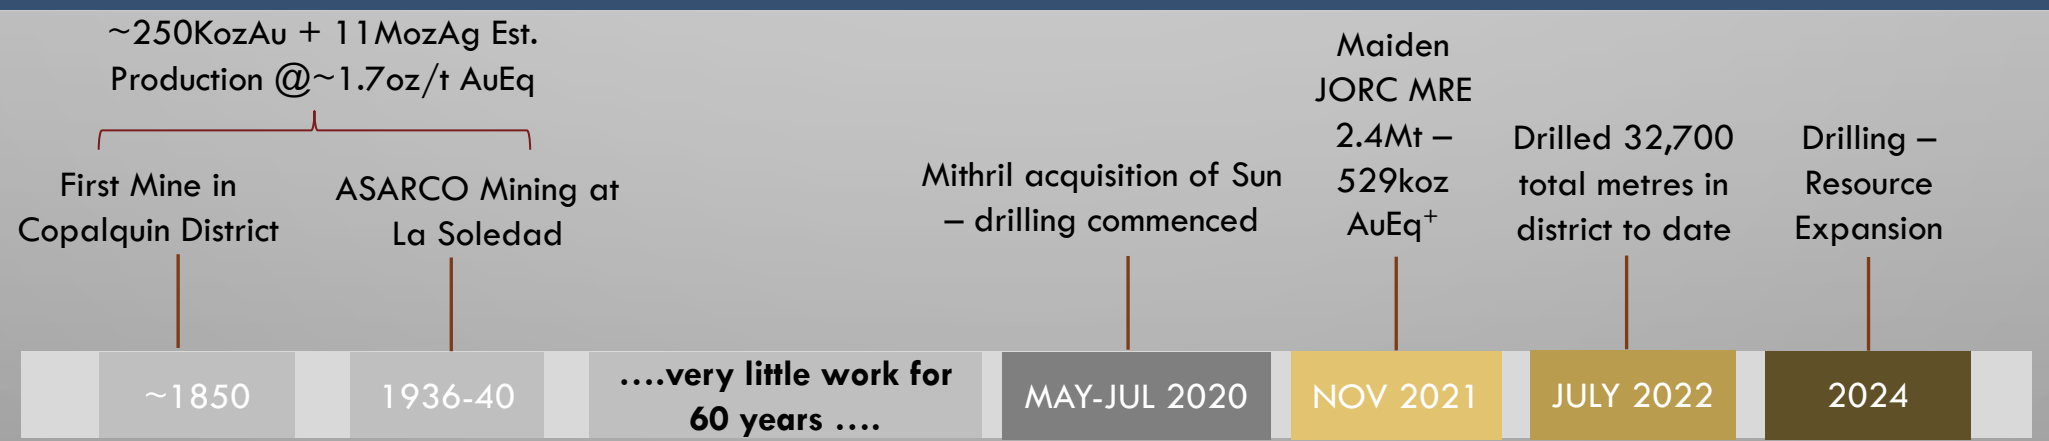 ~250KozAu + 11MozAg Est.
Production @~1.7oz/t AuEq
First Mine in
Copalquin District
ASARCO Mining at
La Soledad
Mithril acquisition of Sun
– drilling commenced
Maiden
JORC MRE
2.4Mt –
529koz
AuEq⁺
Drilled 32,700
total metres in
district to date
Drilling –
Resource
Expansion
~1850
1936-40
....very little work for
60 years ....
MAY-JUL 2020
NOV 2021
JULY 2022
2024